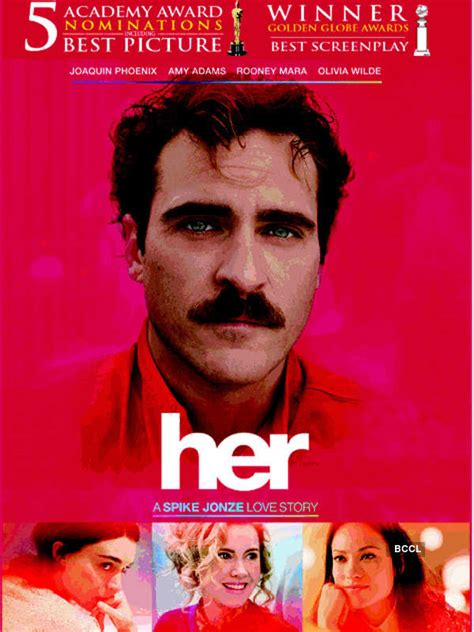 5 ACADEMY AWARD
NOMINATIONS
INCLUDING
BEST PICTURE
WINNER
GOLDEN GLOBE AWARDS
BEST SCREENPLAY
JOAQUIN PHOENIX AMY ADAMS ROONEY MARA OLIVIA WILDE
her
A SPIKE JONZE LOVE STORY
BCCL